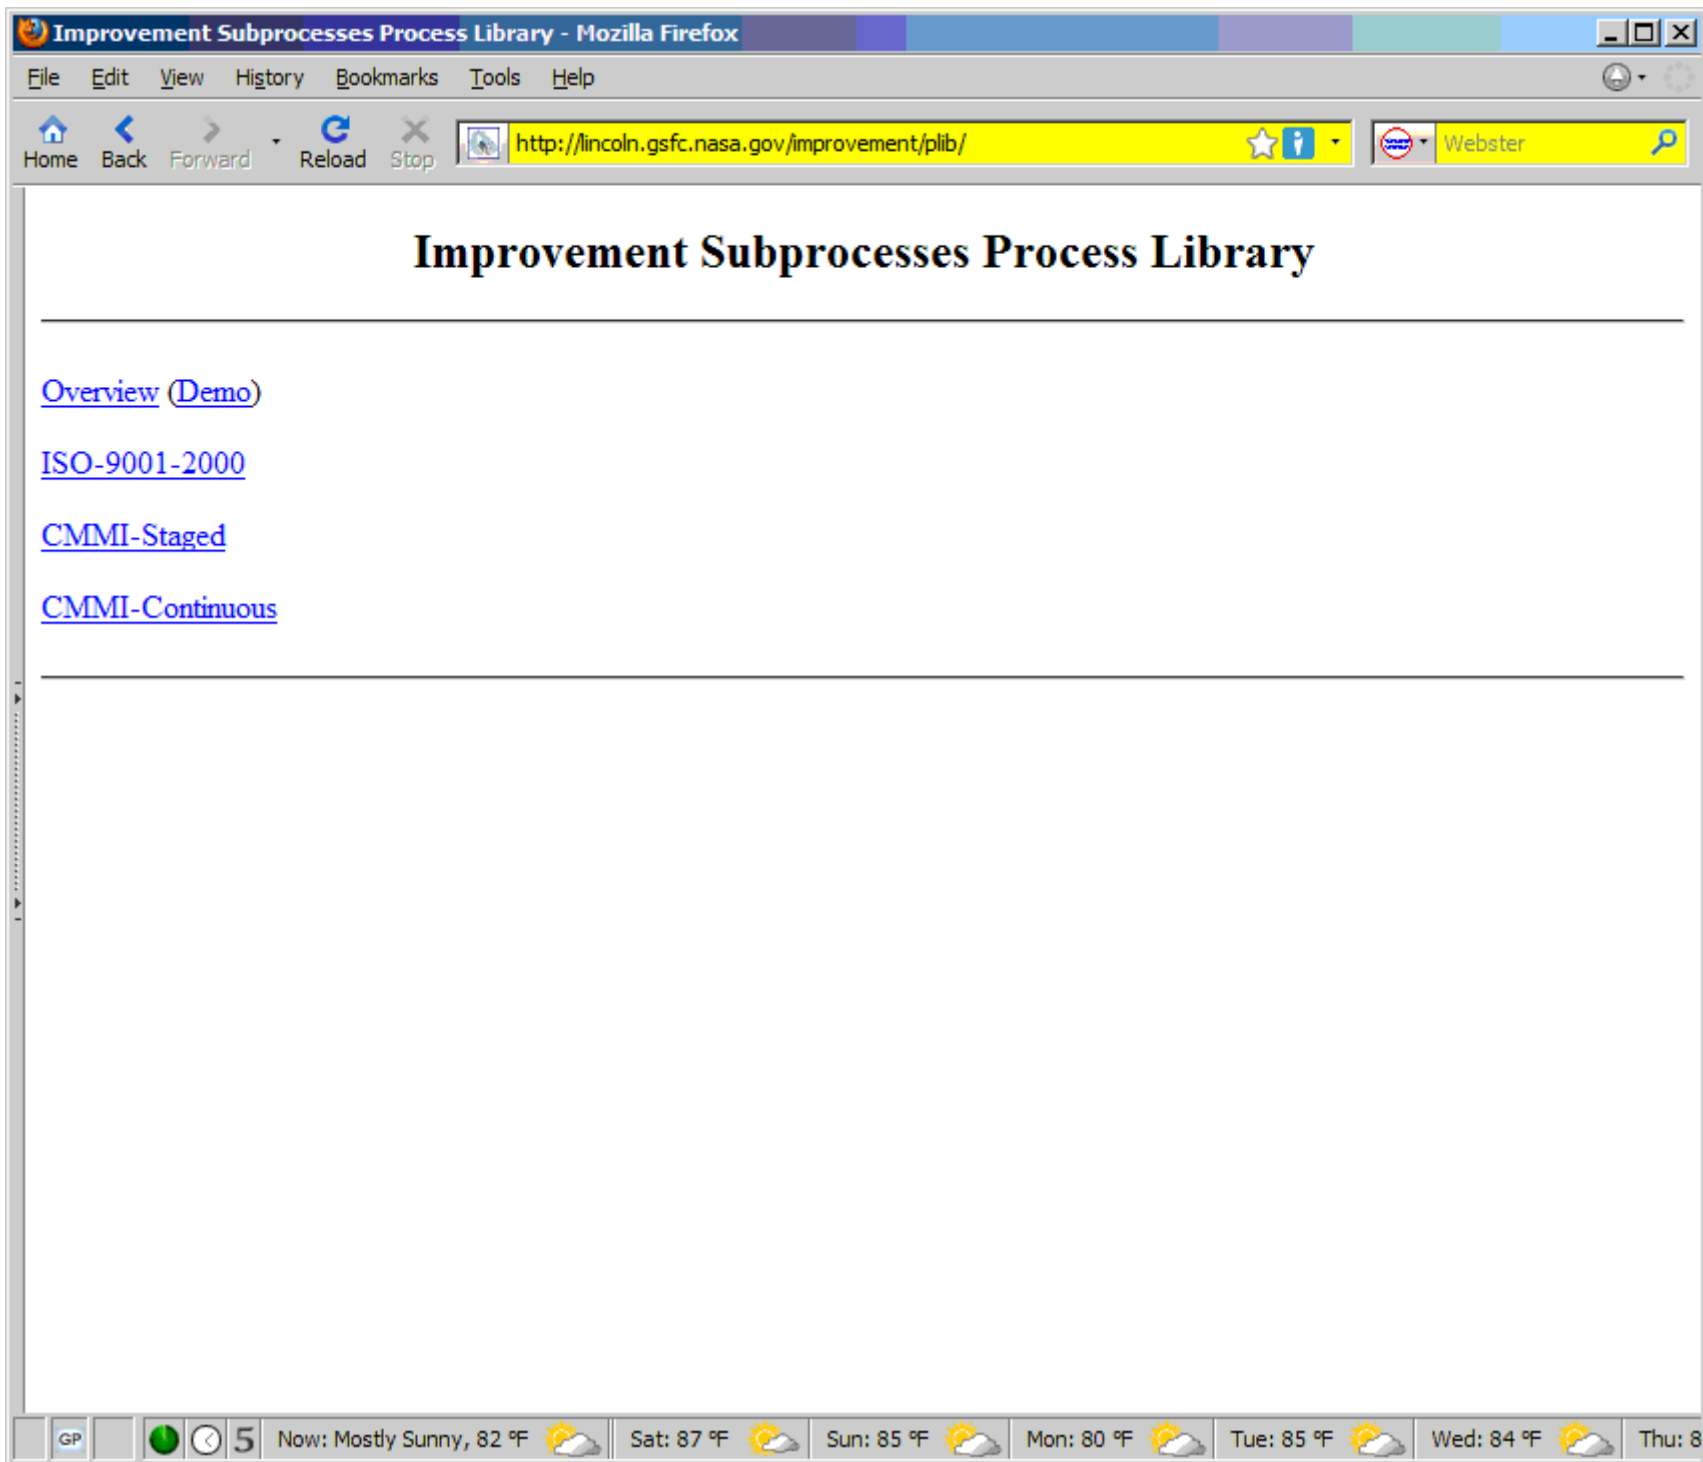 Improvement Subprocesses Process Library - Mozilla Firefox
File Edit View History Bookmarks Tools Help
Home Back Forward Reload Stop http://lincoln.gsfc.nasa.gov/improvement/plib/ Webster
Improvement Subprocesses Process Library
Overview (Demo)
ISO-9001-2000
CMMI-Staged
CMMI-Continuous
GP 5 Now: Mostly Sunny, 82 °F Sat: 87 °F Sun: 85 °F Mon: 80 °F Tue: 85 °F Wed: 84 °F Thu: 8